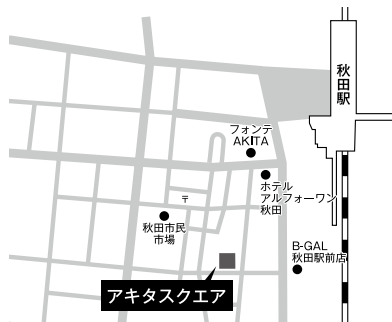 秋田駅
フォンテ
AKITA
ホテル
アルフォーワン
秋田
〒
秋田市民
市場
B-GAL
秋田駅前店
アキタスクエア